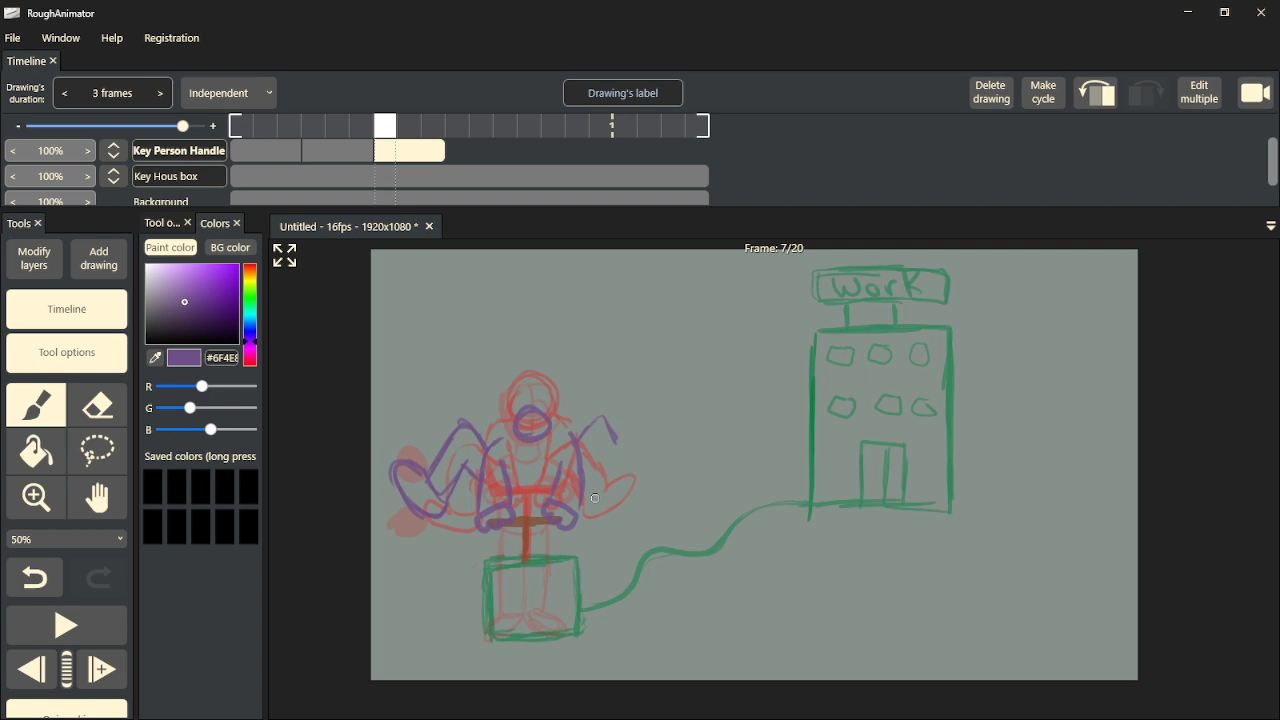 RoughAnimator
File Window Help Registration
Timeline
Drawing's duration: < 3 frames > Independent Drawing's label Delete drawing Make cycle Edit multiple
- + 1
< 100% > Key Person Handle
< 100% > Key Hous box
< 100% > Background
Tools Tool o... Colors Untitled - 16fps - 1920x1080 *
Modify layers Add drawing Paint color BG color Frame: 7/20
Work
Timeline
Tool options
#6F4E8
R
G
B
Saved colors (long press
50%